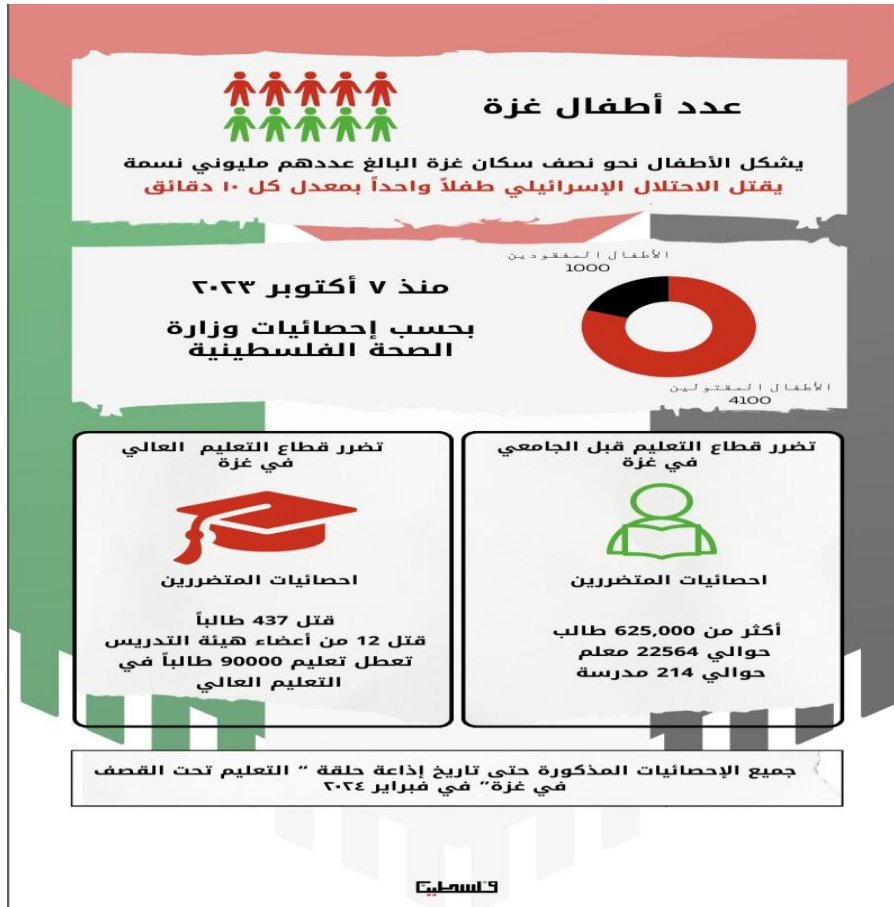 عدد أطفال غزة
يشكل الأطفال نحو نصف سكان غزة البالغ عددهم مليوني نسمة
يقتل الاحتلال الإسرائيلي طفلاً واحداً بمعدل كل ١٠ دقائق
الأطفال المفقودين
1000
منذ ٧ أكتوبر ٢٠٢٣
بحسب إحصائيات وزارة
الصحة الفلسطينية
الأطفال المقتولين
4100
تضرر قطاع التعليم قبل الجامعي
في غزة
احصائيات المتضررين
أكثر من 625,000 طالب
حوالي 22564 معلم
حوالي 214 مدرسة
تضرر قطاع التعليم العالي
في غزة
احصائيات المتضررين
قتل 437 طالباً
قتل 12 من أعضاء هيئة التدريس
تعطل تعليم 90000 طالباً في
التعليم العالي
جميع الإحصائيات المذكورة حتى تاريخ إذاعة حلقة “ التعليم تحت القصف
في غزة” في فبراير ٢٠٢٤
فلسطين